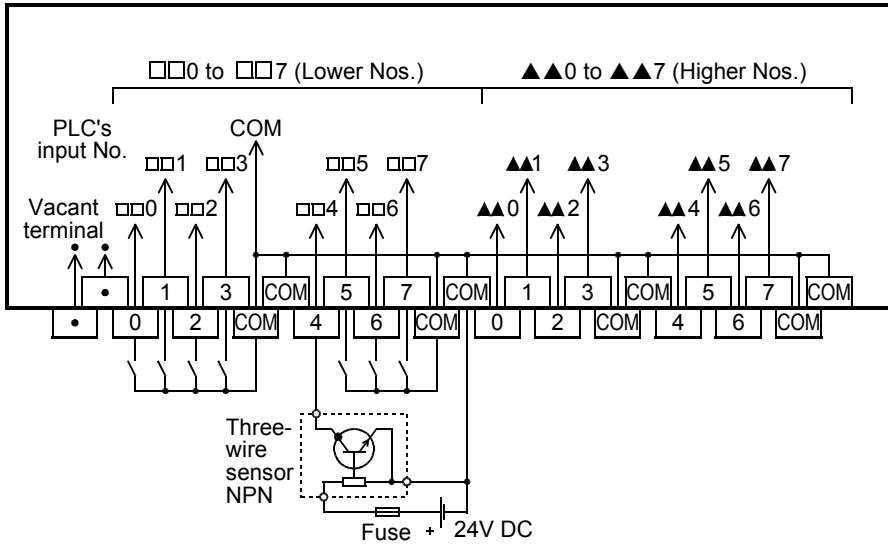 □□0 to □□7 (Lower Nos.) ▲▲0 to ▲▲7 (Higher Nos.)
PLC's
input No.
COM
□□1 □□3 □□5 □□7 ▲▲1 ▲▲3 ▲▲5 ▲▲7
Vacant
terminal
□□0 □□2 □□4 □□6 ▲▲0 ▲▲2 ▲▲4 ▲▲6
• 1 3 COM 5 7 COM 1 3 COM 5 7 COM
• 0 2 COM 4 6 COM 0 2 COM 4 6 COM
Three-
wire
sensor
NPN
Fuse + 24V DC